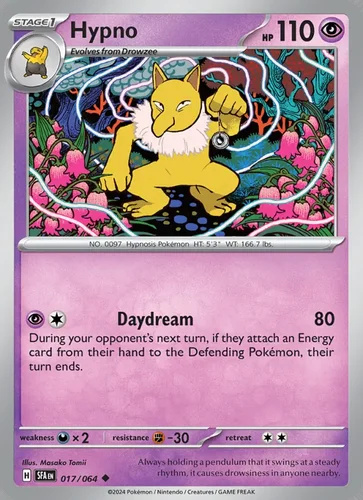 STAGE 1 Hypno HP 110
Evolves from Drowzee
NO. 0097 Hypnosis Pokémon HT: 5'3" WT: 166.7 lbs.
Daydream 80
During your opponent's next turn, if they attach an Energy
card from their hand to the Defending Pokémon, their
turn ends.
weakness ×2 resistance -30 retreat
Illus. Masako Tomii
H SFA EN 017/064
Always holding a pendulum that it swings at a steady
rhythm, it causes drowsiness in anyone nearby.
©2024 Pokémon / Nintendo / Creatures / GAME FREAK